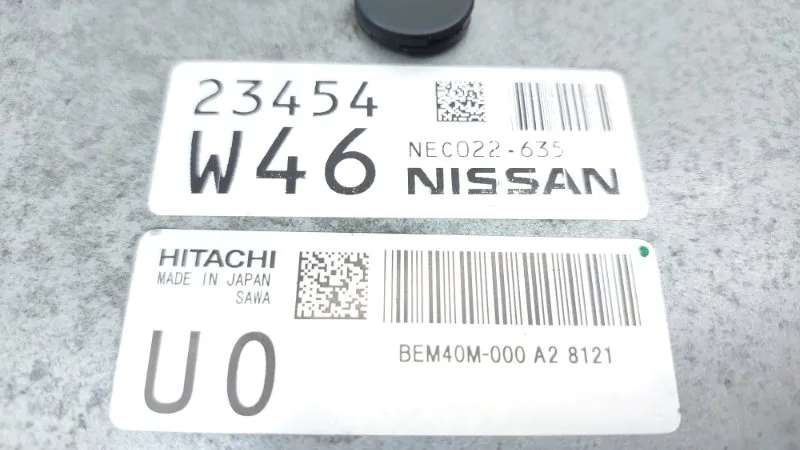 23454
W46
NEC022-635
NISSAN
HITACHI
MADE IN JAPAN
SAWA
U0
BEM40M-000 A2 8121